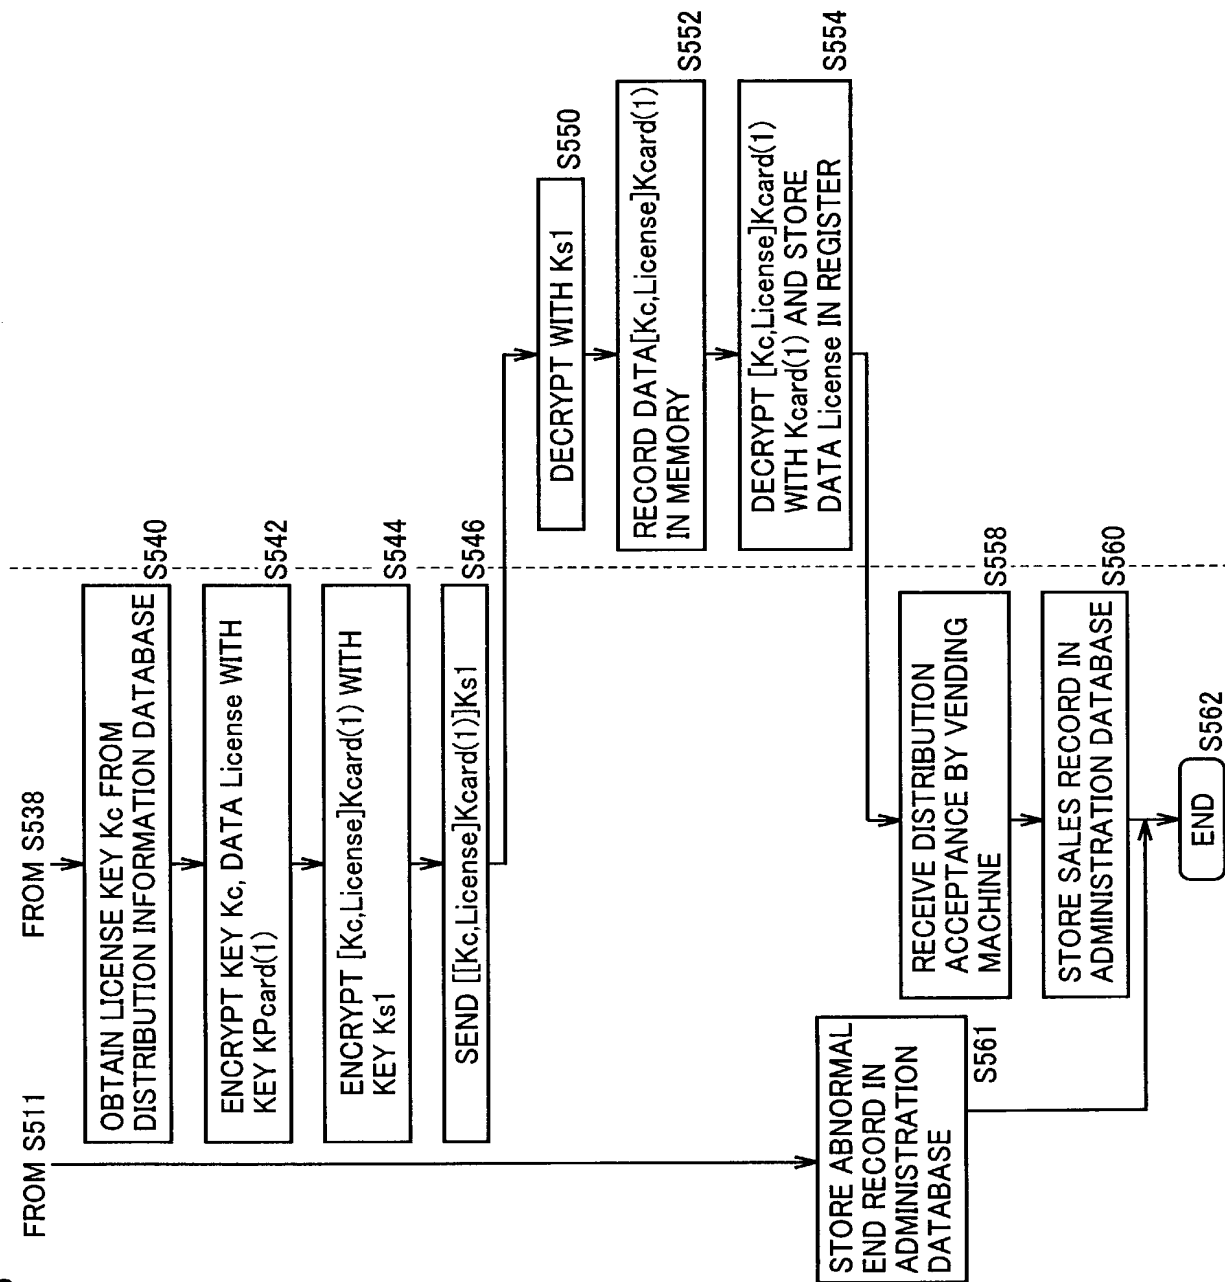 FROM S511
FROM S538
OBTAIN LICENSE KEY Kc FROM
DISTRIBUTION INFORMATION DATABASE
S540
ENCRYPT KEY Kc, DATA License WITH
KEY KPcard(1)
S542
ENCRYPT [Kc,License]Kcard(1) WITH
KEY Ks1
S544
SEND [[Kc,License]Kcard(1)]Ks1
S546
DECRYPT WITH Ks1
S550
RECORD DATA[Kc,License]Kcard(1)
IN MEMORY
S552
DECRYPT [Kc,License]Kcard(1)
WITH Kcard(1) AND STORE
DATA License IN REGISTER
S554
STORE ABNORMAL
END RECORD IN
ADMINISTRATION
DATABASE
S561
RECEIVE DISTRIBUTION
ACCEPTANCE BY VENDING
MACHINE
S558
STORE SALES RECORD IN
ADMINISTRATION DATABASE
S560
END
S562